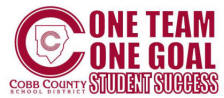 ONE TEAM
ONE GOAL
STUDENT SUCCESS
COBB COUNTY
SCHOOL DISTRICT